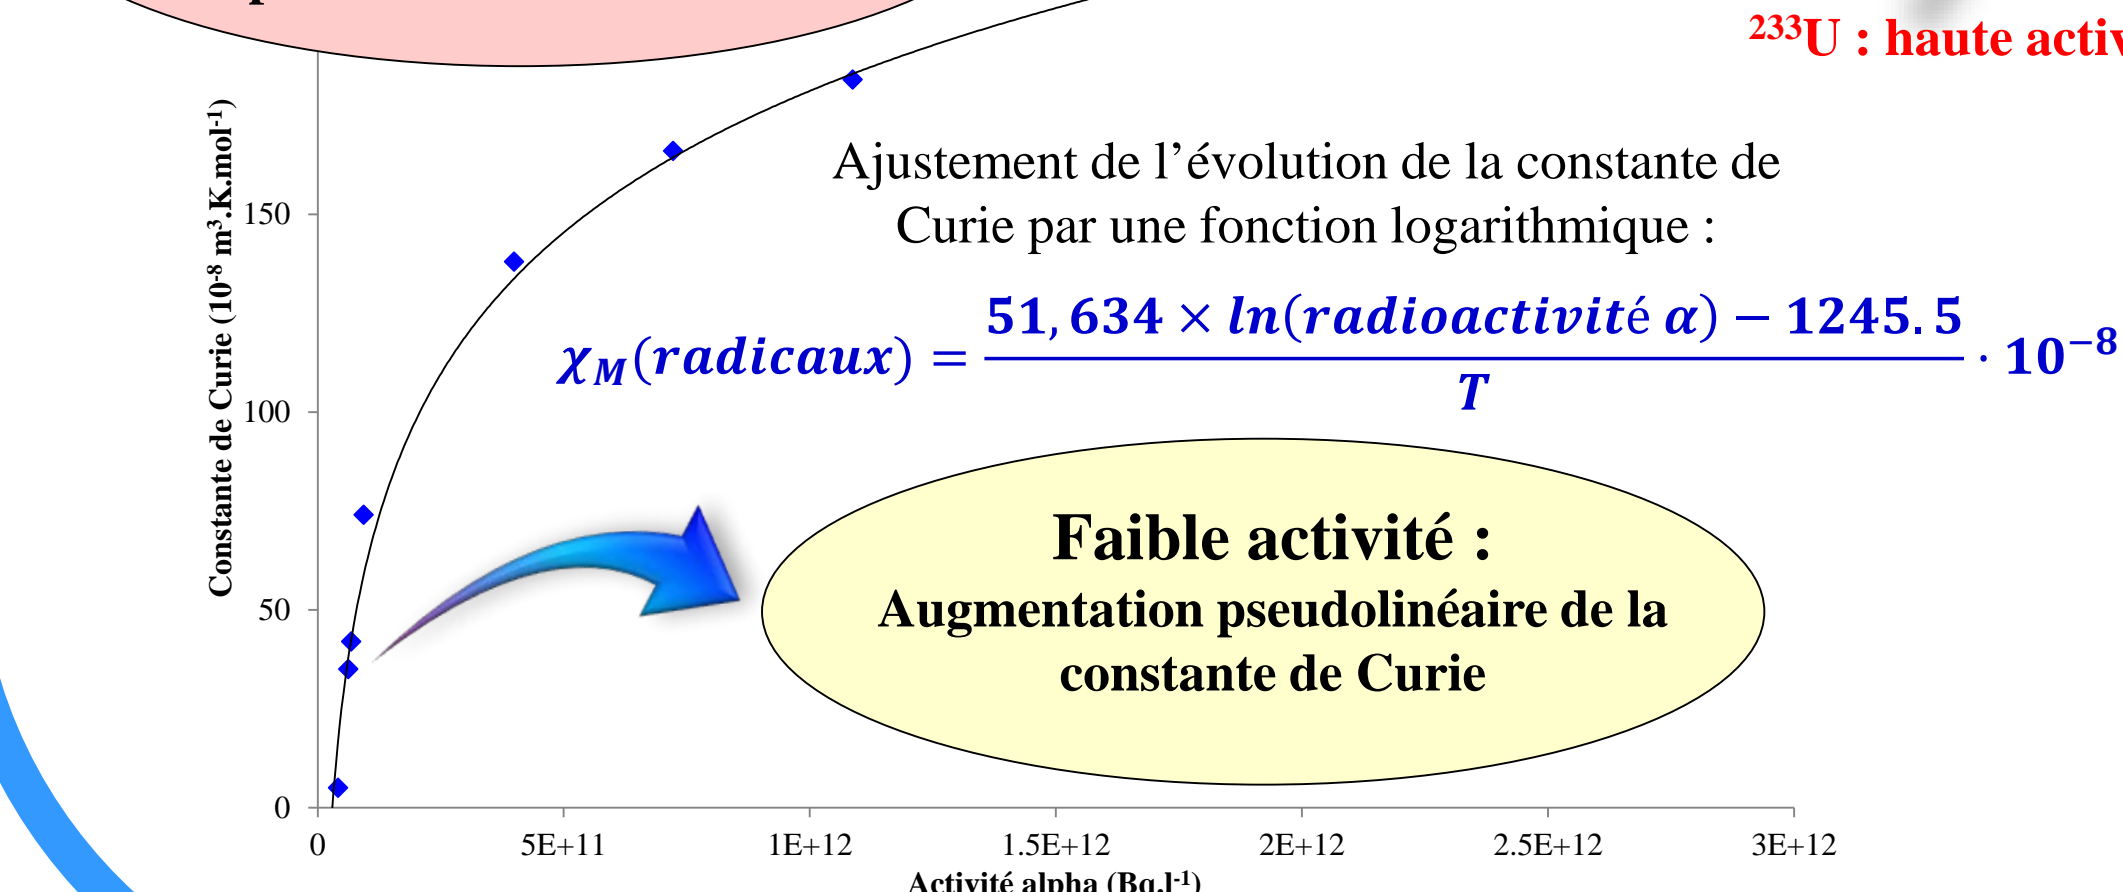 ²³³U : haute
Constante de Curie (10⁻⁸ m³.K.mol⁻¹)
150
100
50
0
Ajustement de l’évolution de la constante de
Curie par une fonction logarithmique :
χ_M(radicaux) = (51,634 × ln(radioactivité α) − 1245.5) / T · 10⁻⁸
Faible activité :
Augmentation pseudolinéaire de la
constante de Curie
0 5E+11 1E+12 1.5E+12 2E+12 2.5E+12 3E+12
Activité alpha (Bq.l⁻¹)